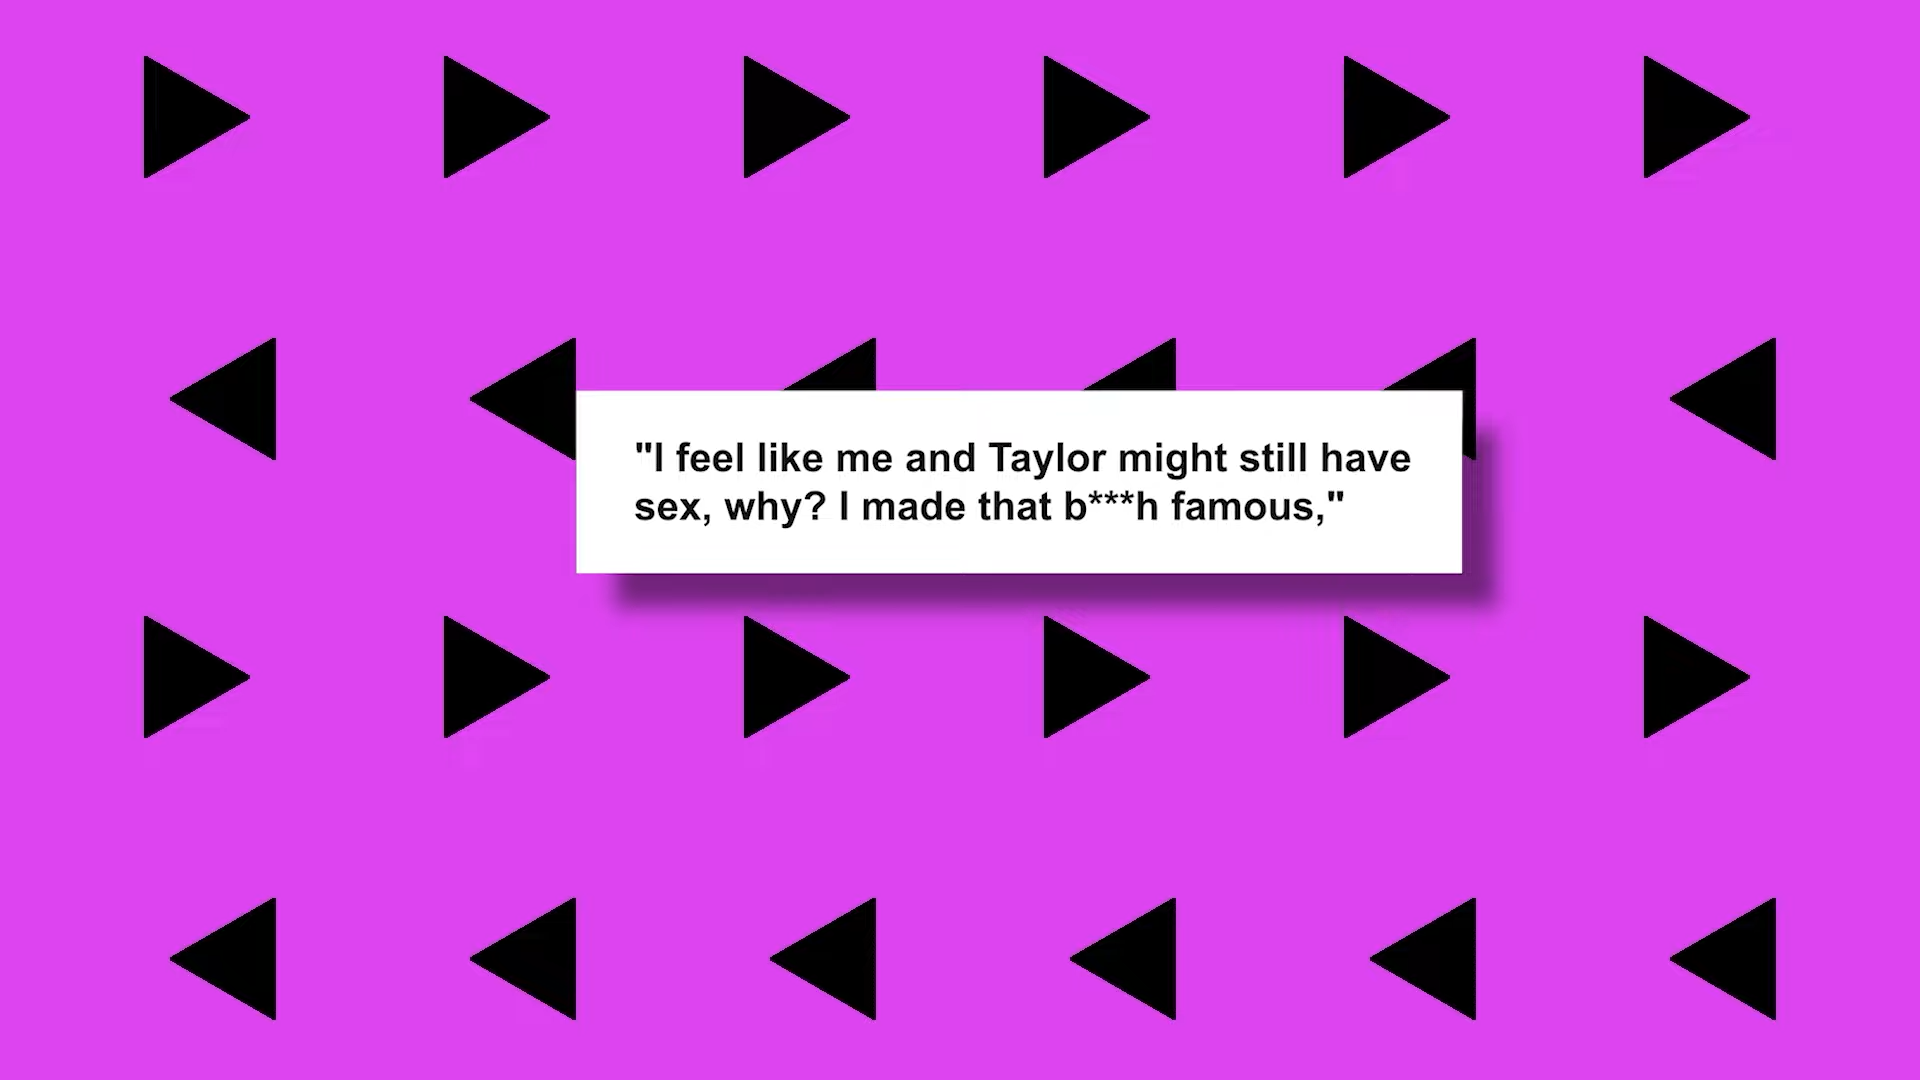 "I feel like me and Taylor might still have
sex, why? I made that b***h famous,"